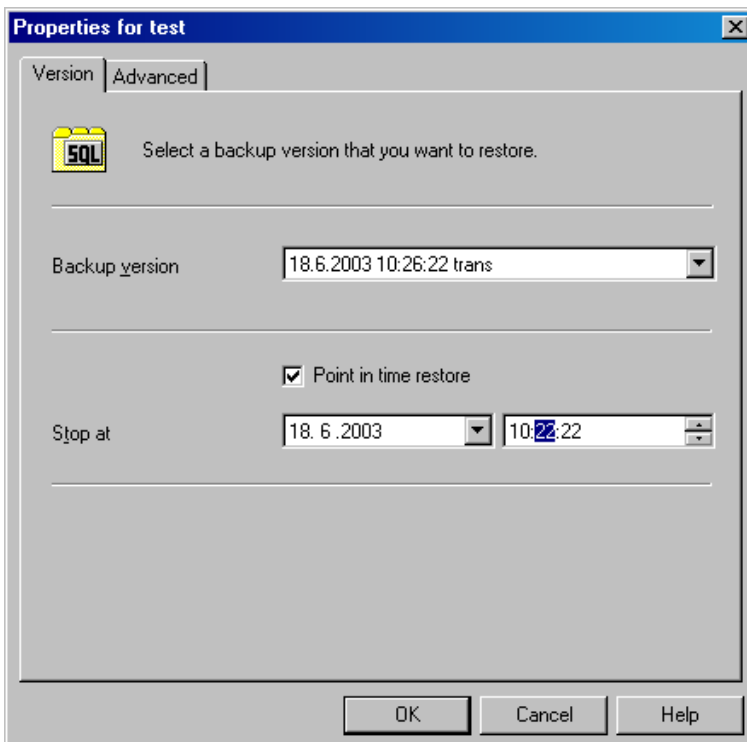 Properties for test
Version Advanced
SQL Select a backup version that you want to restore.
Backup version 18.6.2003 10:26:22 trans
Point in time restore
Stop at 18. 6 .2003 10:22:22
OK Cancel Help